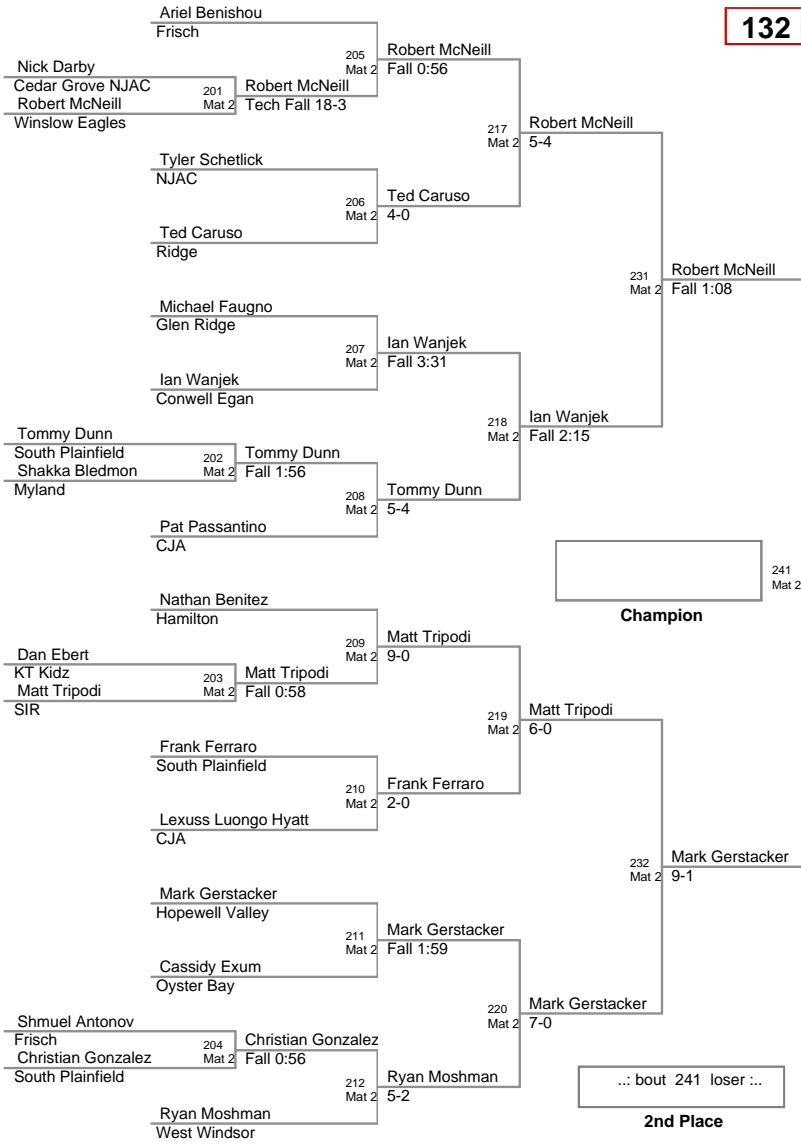 132
Ariel Benishou
Frisch
205
Mat 2
Robert McNeill
Fall 0:56
Nick Darby
Cedar Grove NJAC
201
Mat 2
Robert McNeill
Tech Fall 18-3
Robert McNeill
Winslow Eagles
217
Mat 2
Robert McNeill
5-4
Tyler Schetlick
NJAC
206
Mat 2
Ted Caruso
4-0
Ted Caruso
Ridge
231
Mat 2
Robert McNeill
Fall 1:08
Michael Faugno
Glen Ridge
207
Mat 2
Ian Wanjek
Fall 3:31
Ian Wanjek
Conwell Egan
218
Mat 2
Ian Wanjek
Fall 2:15
Tommy Dunn
South Plainfield
202
Mat 2
Tommy Dunn
Fall 1:56
Shakka Bledmon
Myland
208
Mat 2
Tommy Dunn
5-4
Pat Passantino
CJA
241
Mat 2
Champion
Nathan Benitez
Hamilton
209
Mat 2
Matt Tripodi
9-0
Dan Ebert
KT Kidz
203
Mat 2
Matt Tripodi
Fall 0:58
Matt Tripodi
SIR
219
Mat 2
Matt Tripodi
6-0
Frank Ferraro
South Plainfield
210
Mat 2
Frank Ferraro
2-0
Lexuss Luongo Hyatt
CJA
232
Mat 2
Mark Gerstacker
9-1
Mark Gerstacker
Hopewell Valley
211
Mat 2
Mark Gerstacker
Fall 1:59
Cassidy Exum
Oyster Bay
220
Mat 2
Mark Gerstacker
7-0
Shmuel Antonov
Frisch
204
Mat 2
Christian Gonzalez
Fall 0:56
Christian Gonzalez
South Plainfield
212
Mat 2
Ryan Moshman
5-2
Ryan Moshman
West Windsor
..: bout 241 loser :..
2nd Place